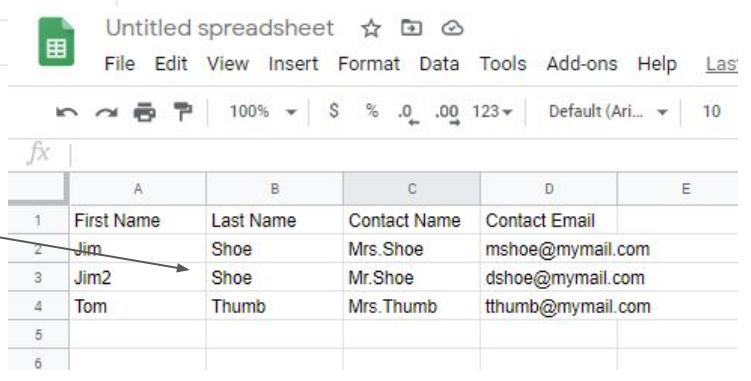 Untitled spreadsheet
File Edit View Insert Format Data Tools Add-ons Help Las
100% $ % .0 .00 123 Default (Ari... 10
fx
A B C D E
1 First Name Last Name Contact Name Contact Email
2 Jim Shoe Mrs.Shoe mshoe@mymail.com
3 Jim2 Shoe Mr.Shoe dshoe@mymail.com
4 Tom Thumb Mrs.Thumb tthumb@mymail.com
5
6